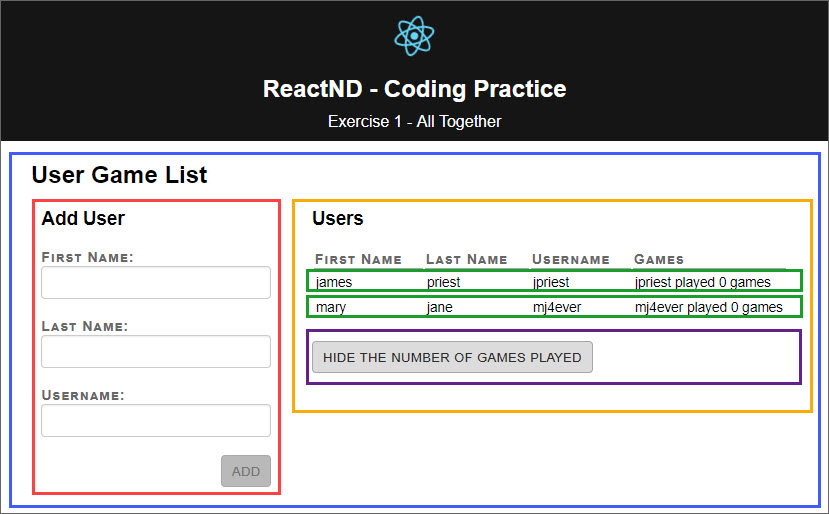 ReactND - Coding Practice
Exercise 1 - All Together
User Game List
Add User
First Name:
Last Name:
Username:
ADD
Users
First Name Last Name Username Games
james priest jpriest jpriest played 0 games
mary jane mj4ever mj4ever played 0 games
HIDE THE NUMBER OF GAMES PLAYED